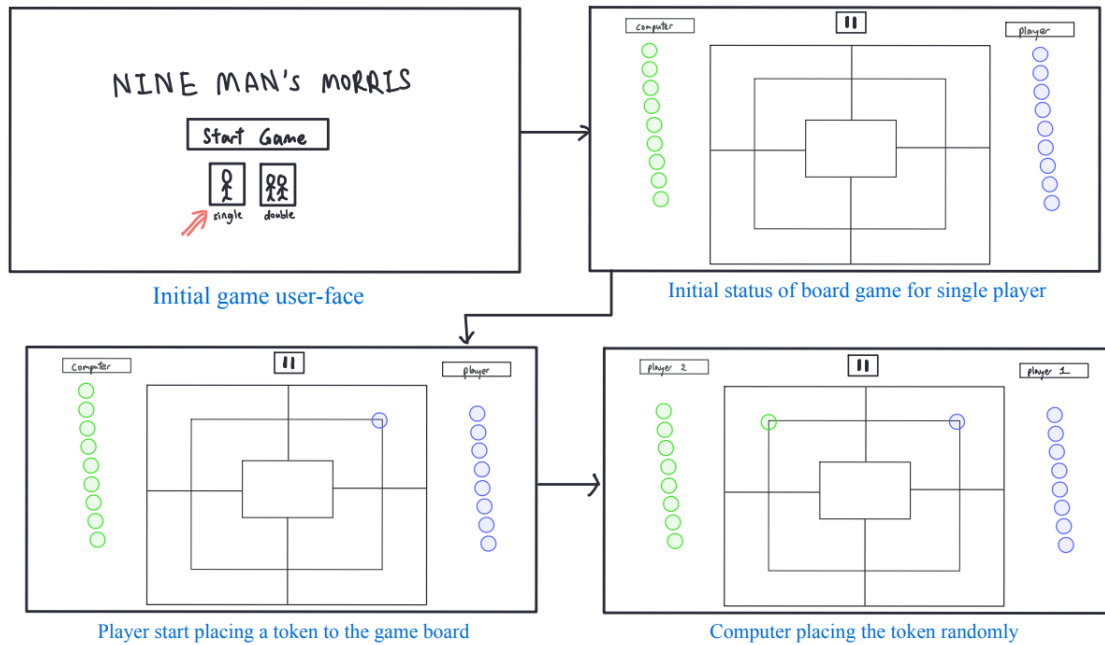 NINE MAN's MORRIS
Start Game
single double
Initial game user-face
computer player
Initial status of board game for single player
computer player
Player start placing a token to the game board
player 2 player 1
Computer placing the token randomly